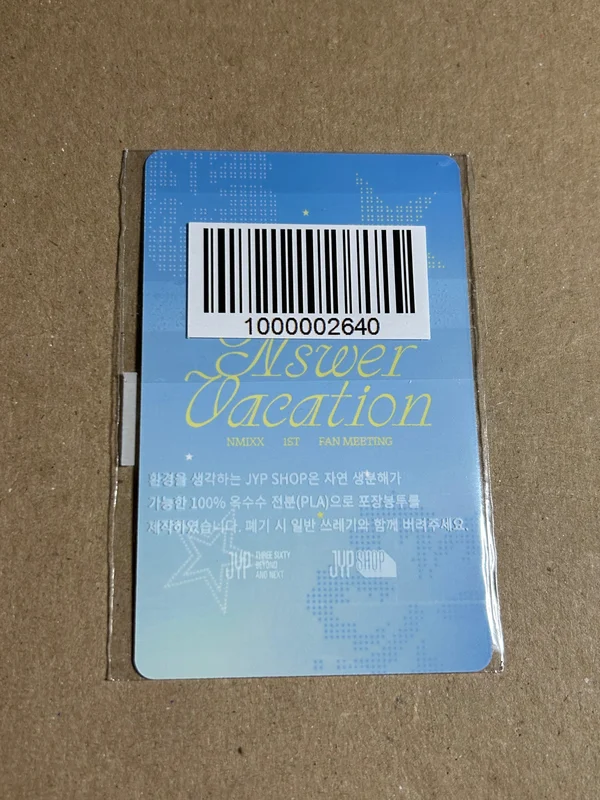 1000002640
Nswer
Vacation
NMIXX 1ST FAN MEETING
환경을 생각하는 JYP SHOP은 자연 생분해가
가능한 100% 옥수수 전분(PLA)으로 포장봉투를
제작하였습니다. 폐기 시 일반 쓰레기와 함께 버려주세요.
JYP THREE SIXTY BEYOND AND NEXT
JYP SHOP